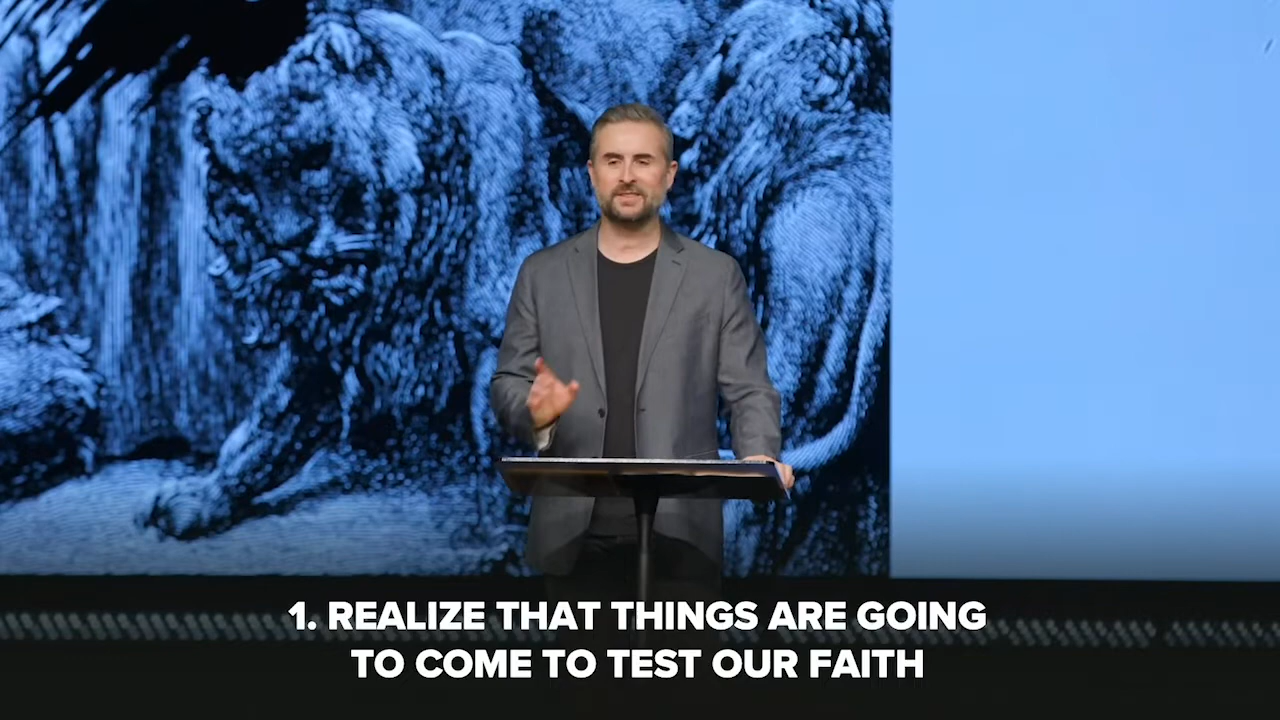 1. REALIZE THAT THINGS ARE GOING
TO COME TO TEST OUR FAITH